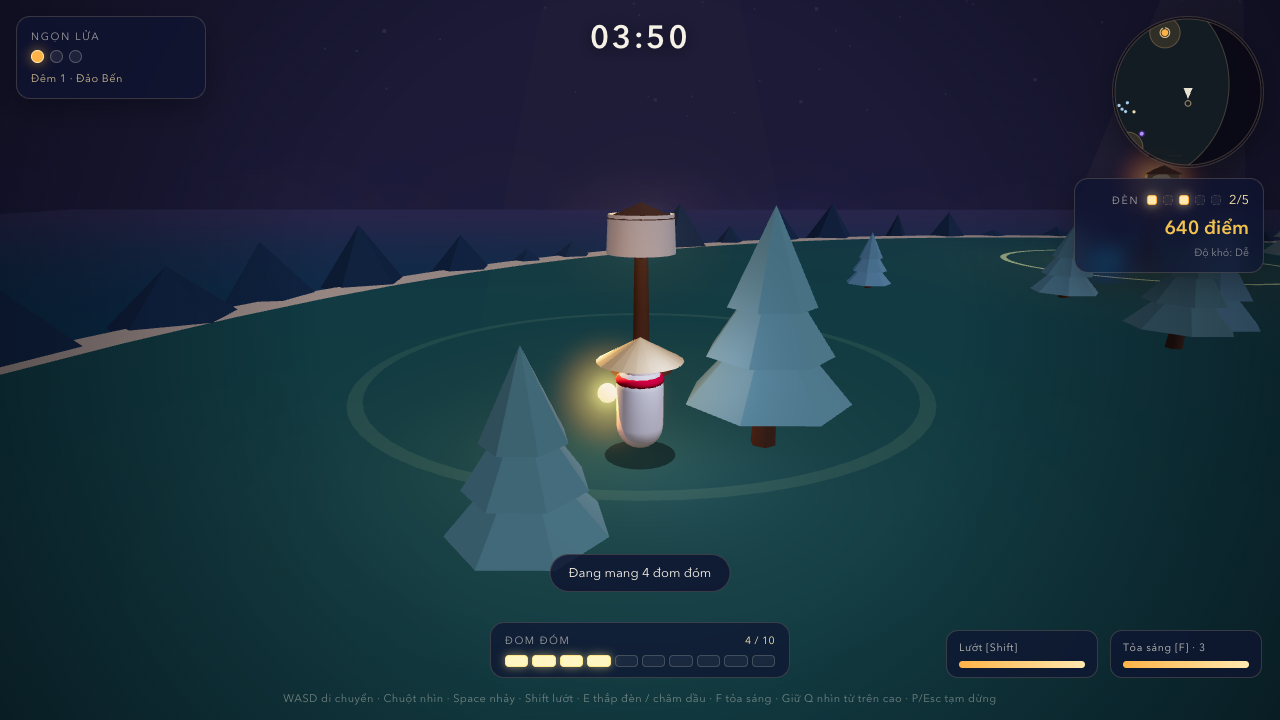 NGỌN LỬA
Đêm 1 · Đảo Bến
03:50
ĐÈN 2/5
640 điểm
Độ khó: Dễ
Đang mang 4 đom đóm
ĐOM ĐÓM 4 / 10
Lướt [Shift]
Tỏa sáng [F] · 3
WASD di chuyển · Chuột nhìn · Space nhảy · Shift lướt · E thắp đèn / châm dầu · F tỏa sáng · Giữ Q nhìn từ trên cao · P/Esc tạm dừng